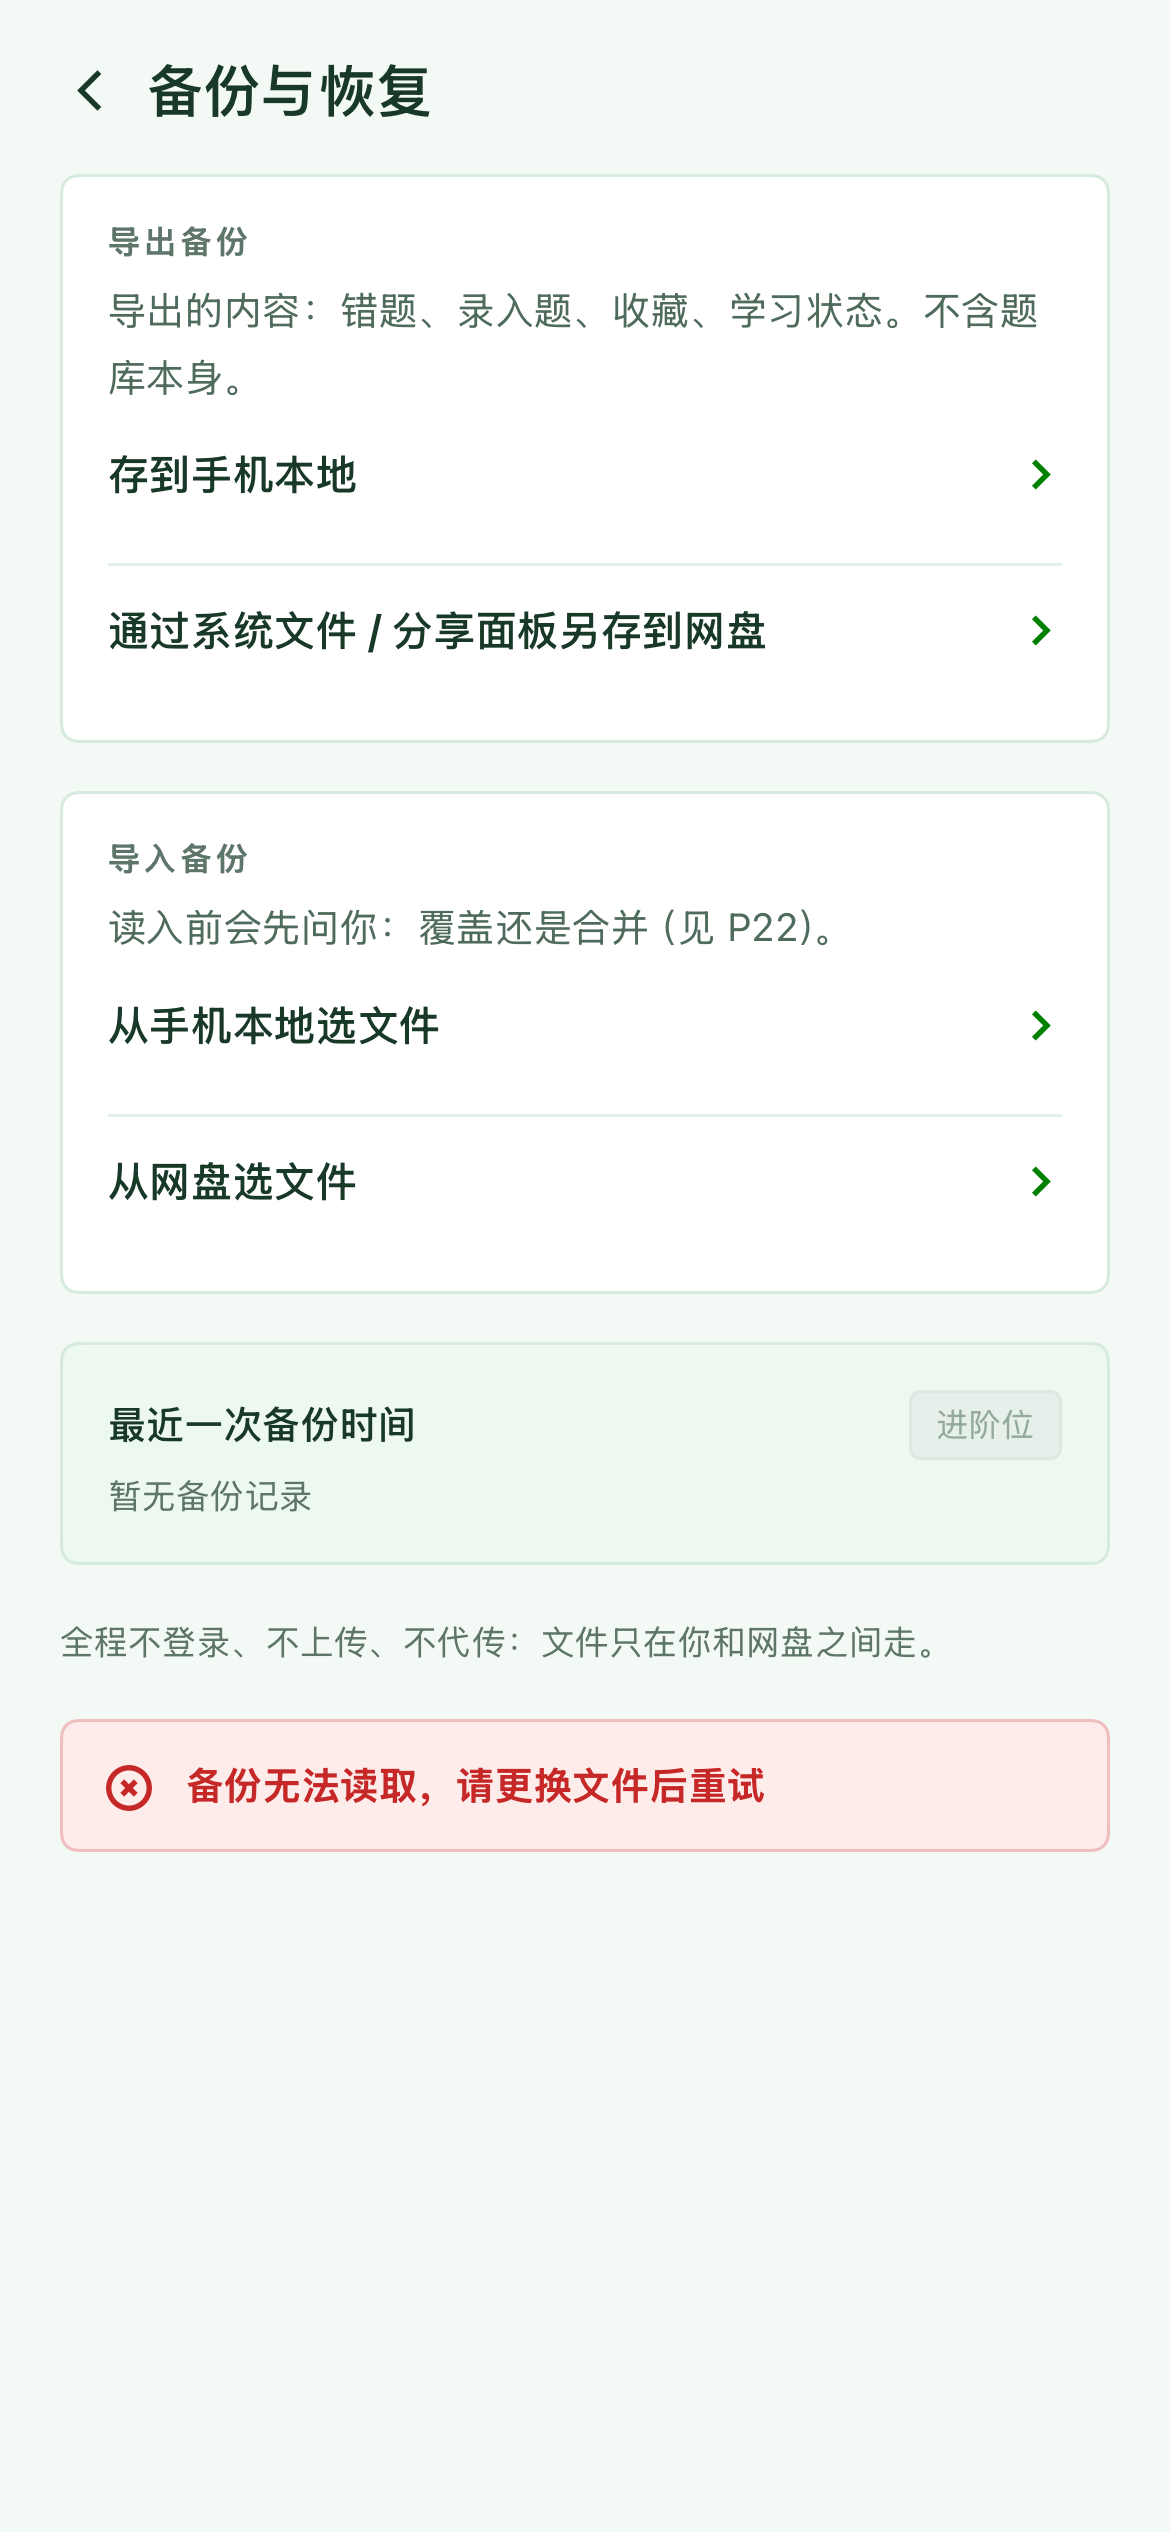 备份与恢复
导出备份
导出的内容：错题、录入题、收藏、学习状态。不含题
库本身。
存到手机本地
通过系统文件 / 分享面板另存到网盘
导入备份
读入前会先问你：覆盖还是合并（见 P22）。
从手机本地选文件
从网盘选文件
最近一次备份时间
进阶位
暂无备份记录
全程不登录、不上传、不代传：文件只在你和网盘之间走。
备份无法读取，请更换文件后重试